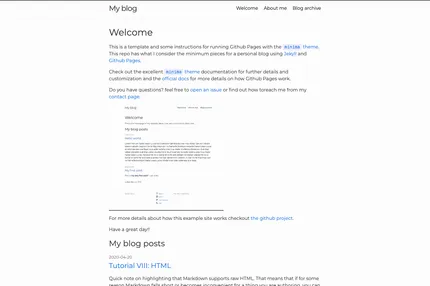 My blog
Welcome About me Blog archive
Welcome
This is a template and some instructions for running Github Pages with the minima theme.
This repo has what I consider the minimum pieces for a personal blog using Jekyll and
Github Pages.
Check out the excellent minima theme documentation for further details and
customization and the official docs for more details on how Github Pages work.
Do you have questions? feel free to open an issue or find out how toreach me from my
contact page.
My blog
Welcome
My blog posts
For more details about how this example site works checkout the github project.
Have a great day!!
My blog posts
2020-04-20
Tutorial VIII: HTML
Quick note on highlighting that Markdown supports raw HTML. That means that if for some
reason Markdown falls short or becomes inconvenient for a thing you are authoring, you can